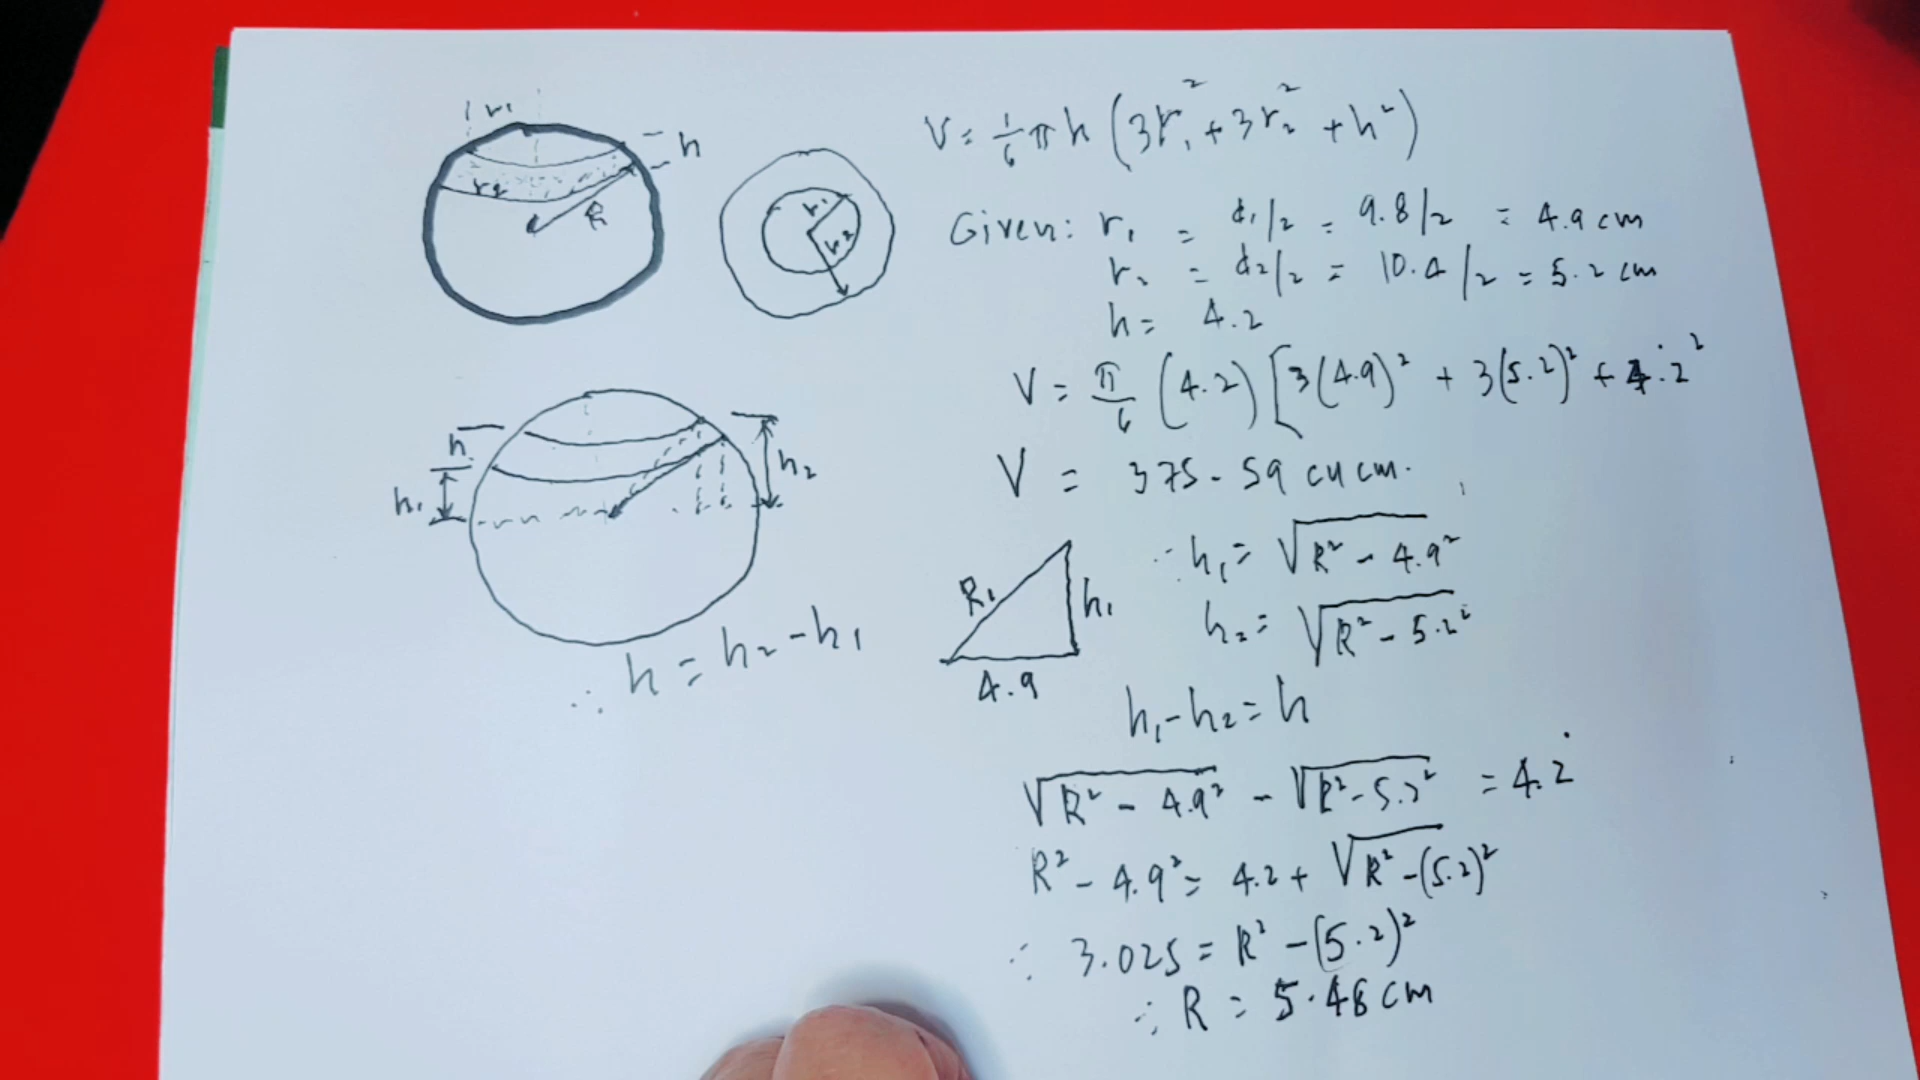 r₁
h
r₂
R
r₁
r₂
h
h₁
h₂
∴ h = h₂ - h₁
V = 1/6 π h (3r₁² + 3r₂² + h²)
Given: r₁ = d₁/2 = 9.8/2 = 4.9 cm
r₂ = d₂/2 = 10.4/2 = 5.2 cm
h = 4.2
V = π/6 (4.2) [3(4.9)² + 3(5.2)² + 4.2²
V = 375.59 cu cm.
R₁
h₁
4.9
∴ h₁ = √(R² - 4.9²)
h₂ = √(R² - 5.2²)
h₁ - h₂ = h
√(R² - 4.9²) - √(R² - 5.2²) = 4.2
R² - 4.9² = 4.2 + √R² - (5.2)²
∴ 3.025 = R² - (5.2)²
∴ R = 5.48 cm